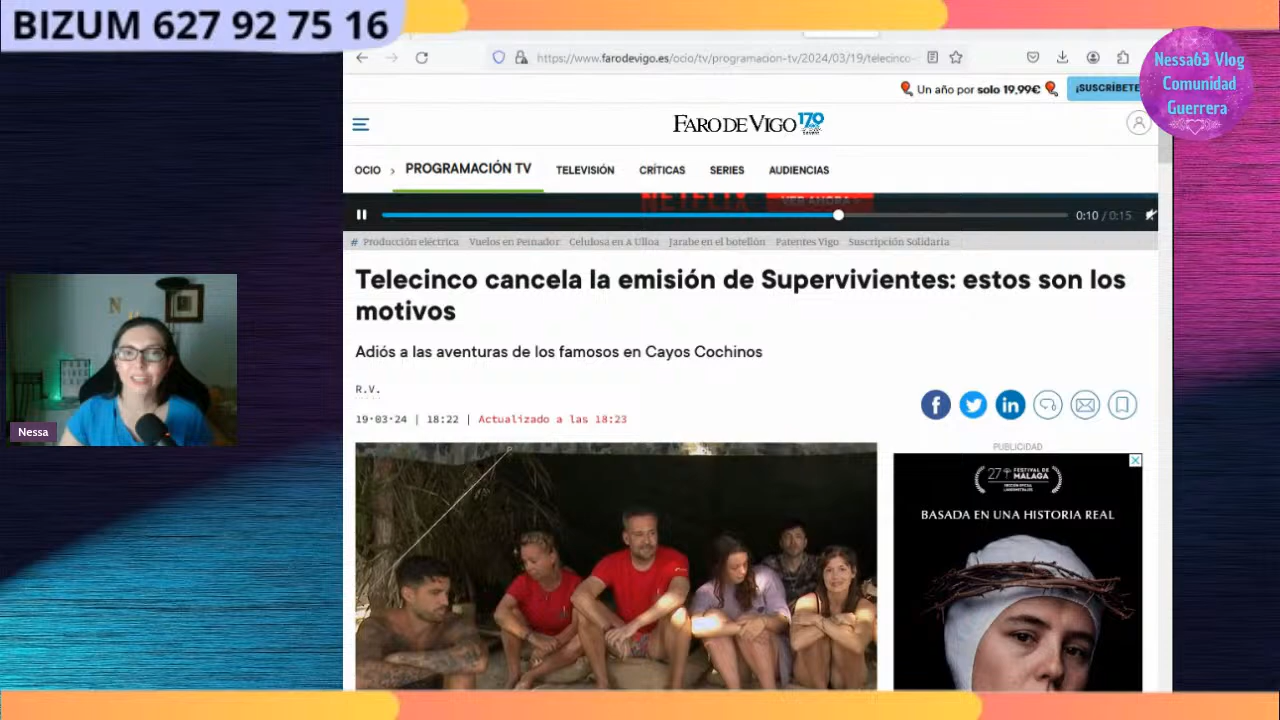 BIZUM 627 92 75 16
https://www.farodevigo.es/ocio/tv/programacion-tv/2024/03/19/telecinco-
Nessa63 Vlog
Comunidad
Guerrera
Un año por solo 19,99€
¡SUSCRÍBETE
FARO DE VIGO 170
OCIO > PROGRAMACIÓN TV TELEVISIÓN CRÍTICAS SERIES AUDIENCIAS
0:10 / 0:15
# Producción eléctrica Vuelos en Peinador Celulosa en A Ulloa Jarabe en el botellón Patentes Vigo Suscripción Solidaria
Telecinco cancela la emisión de Supervivientes: estos son los
motivos
Adiós a las aventuras de los famosos en Cayos Cochinos
R.V.
19·03·24 | 18:22 | Actualizado a las 18:23
PUBLICIDAD
27 FESTIVAL DE
MALAGA
BASADA EN UNA HISTORIA REAL
Nessa